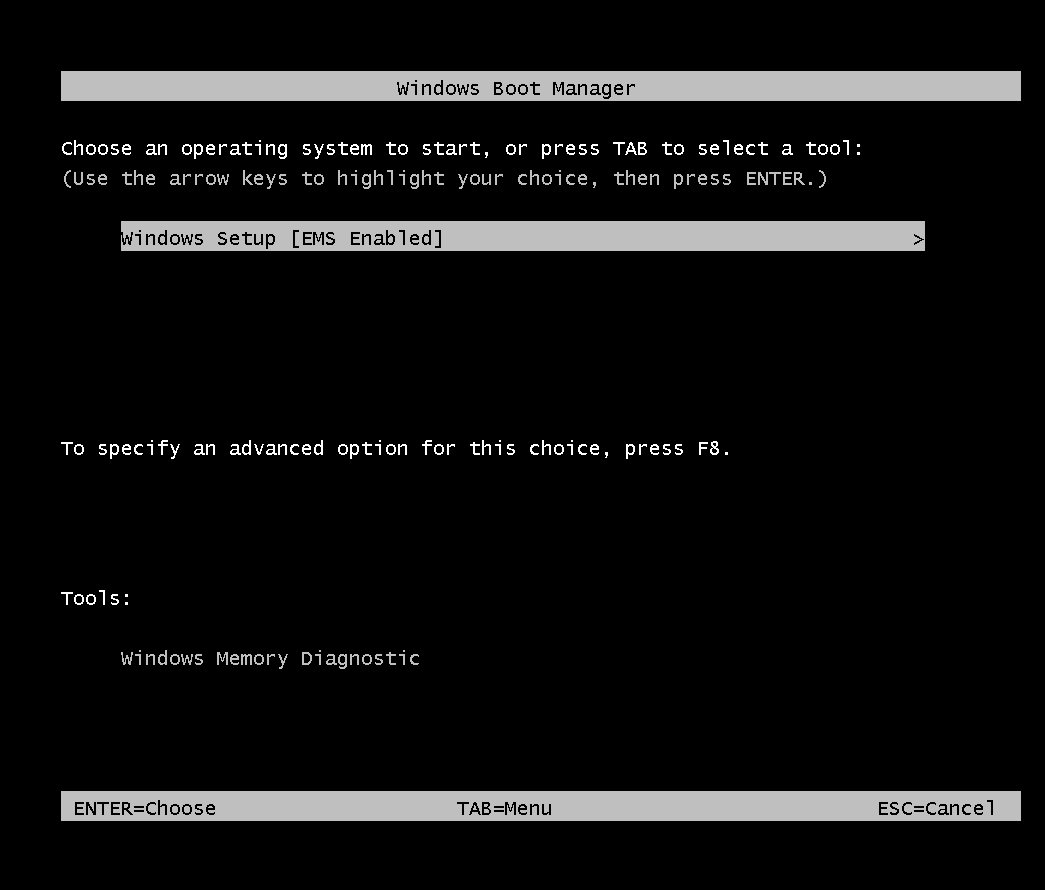 Windows Boot Manager
Choose an operating system to start, or press TAB to select a tool:
(Use the arrow keys to highlight your choice, then press ENTER.)
Windows Setup [EMS Enabled] >
To specify an advanced option for this choice, press F8.
Tools:
Windows Memory Diagnostic
ENTER=Choose TAB=Menu ESC=Cancel